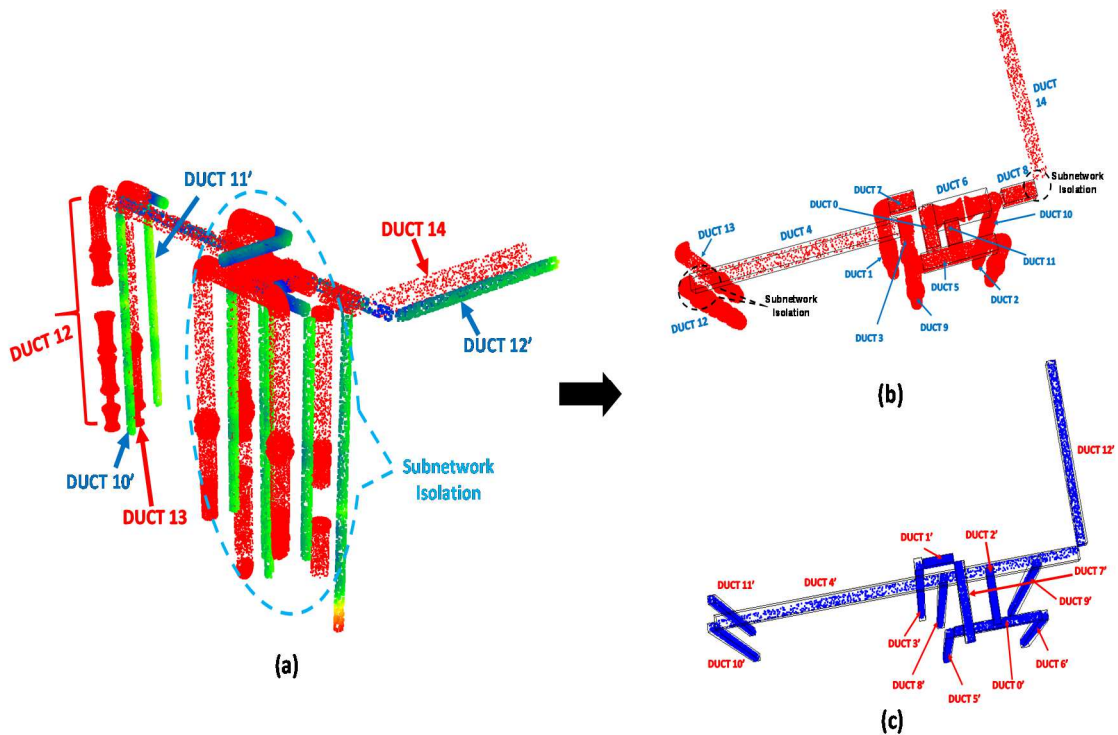 DUCT 11'
DUCT 14
DUCT 12
DUCT 12'
DUCT 10'
DUCT 13
Subnetwork
Isolation
(a)
DUCT
14
Subnetwork
Isolation
DUCT 8
DUCT 6
DUCT 7
DUCT 0
DUCT 10
DUCT 13
DUCT 4
DUCT 11
DUCT 1
DUCT 5
DUCT 2
Subnetwork
Isolation
DUCT 12
DUCT 3
DUCT 9
(b)
DUCT 12'
DUCT 1'
DUCT 2'
DUCT 7'
DUCT 11'
DUCT 4'
DUCT 9'
DUCT 3'
DUCT 10'
DUCT 8'
DUCT 6'
DUCT 5'
DUCT 0'
(c)